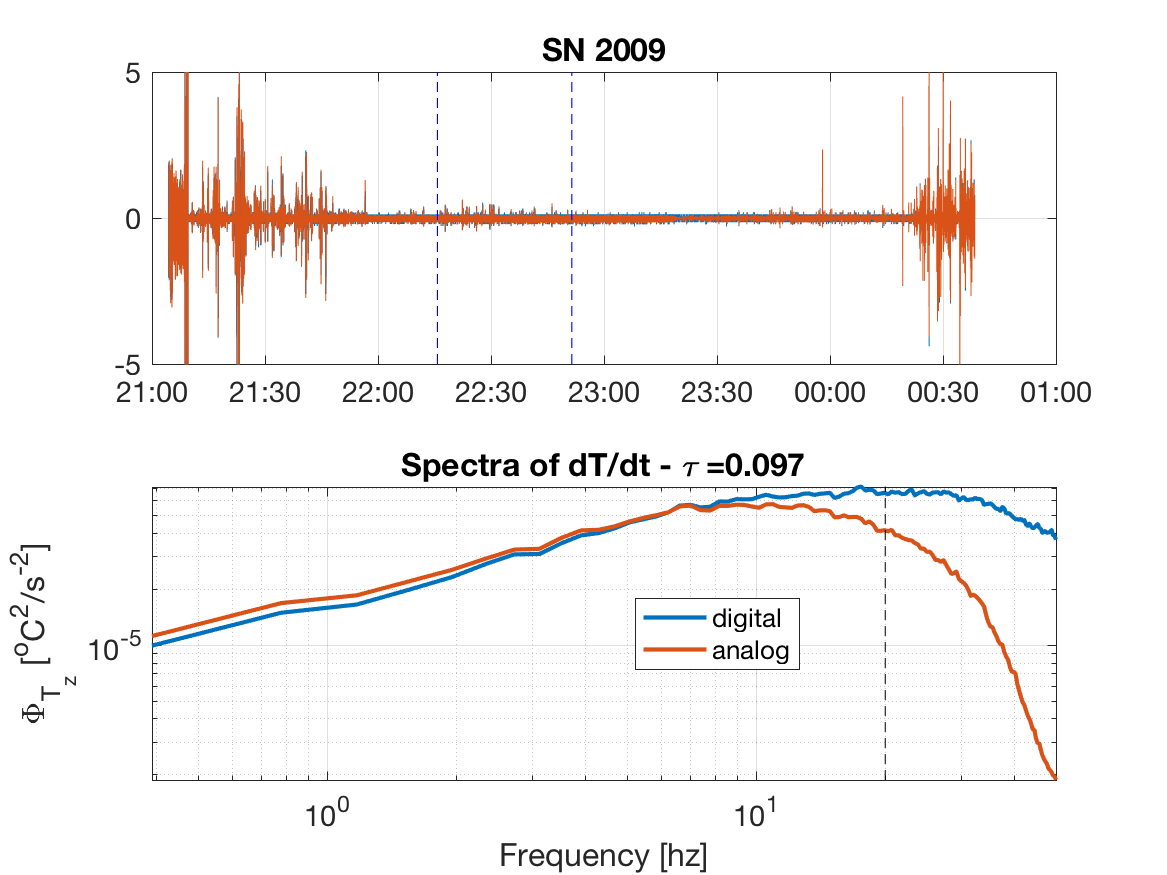 SN 2009
5
0
-5
21:00 21:30 22:00 22:30 23:00 23:30 00:00 00:30 01:00
Spectra of dT/dt - τ =0.097
Φ_{T_z} [°C²/s⁻²]
10⁻⁵
digital
analog
10⁰ 10¹
Frequency [hz]